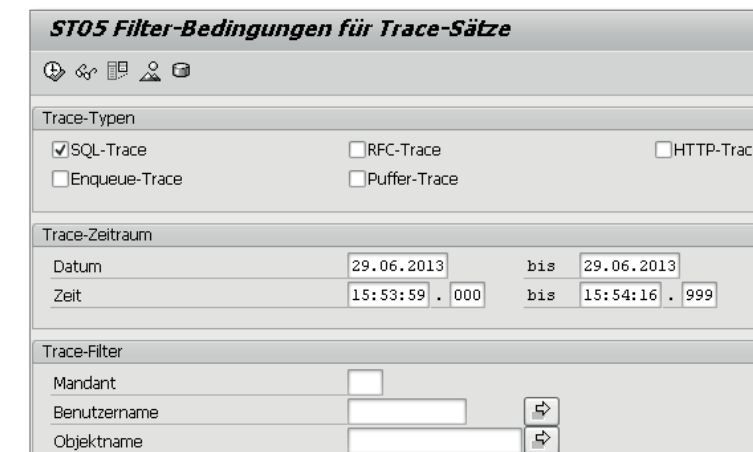 ST05 Filter-Bedingungen für Trace-Sätze
Trace-Typen
SQL-Trace RFC-Trace HTTP-Trac
Enqueue-Trace Puffer-Trace
Trace-Zeitraum
Datum 29.06.2013 bis 29.06.2013
Zeit 15:53:59 . 000 bis 15:54:16 . 999
Trace-Filter
Mandant
Benutzername
Objektname